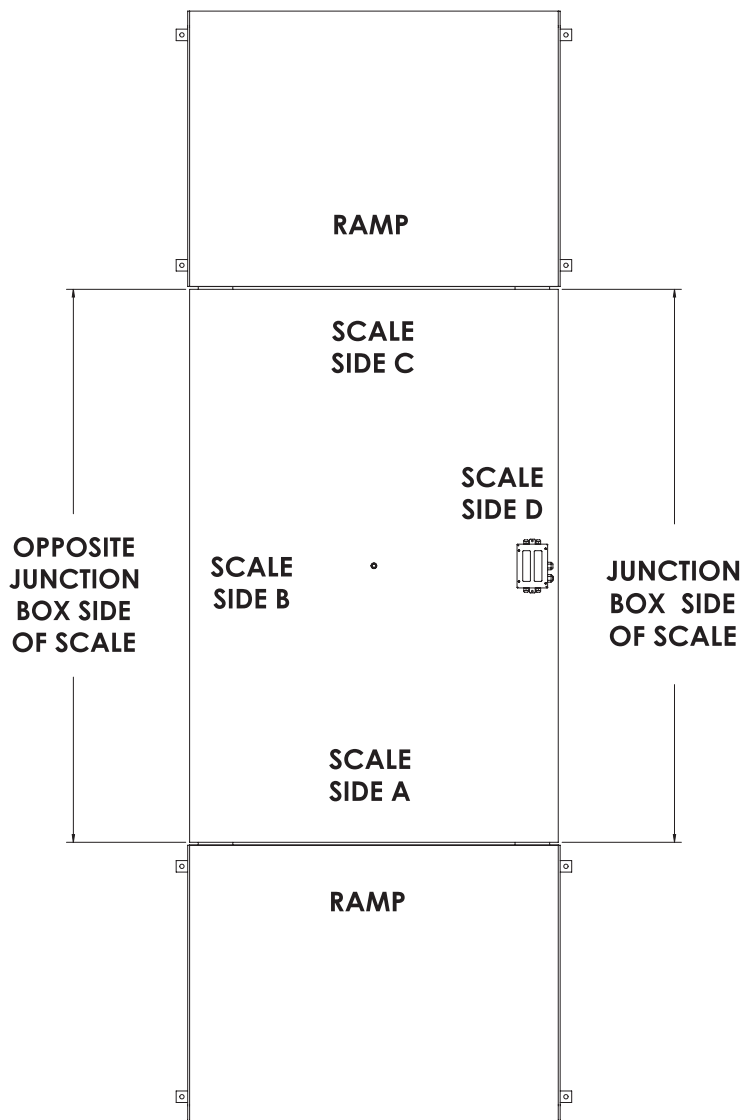 RAMP
SCALE
SIDE C
SCALE
SIDE D
OPPOSITE
JUNCTION
BOX SIDE
OF SCALE
SCALE
SIDE B
JUNCTION
BOX SIDE
OF SCALE
SCALE
SIDE A
RAMP